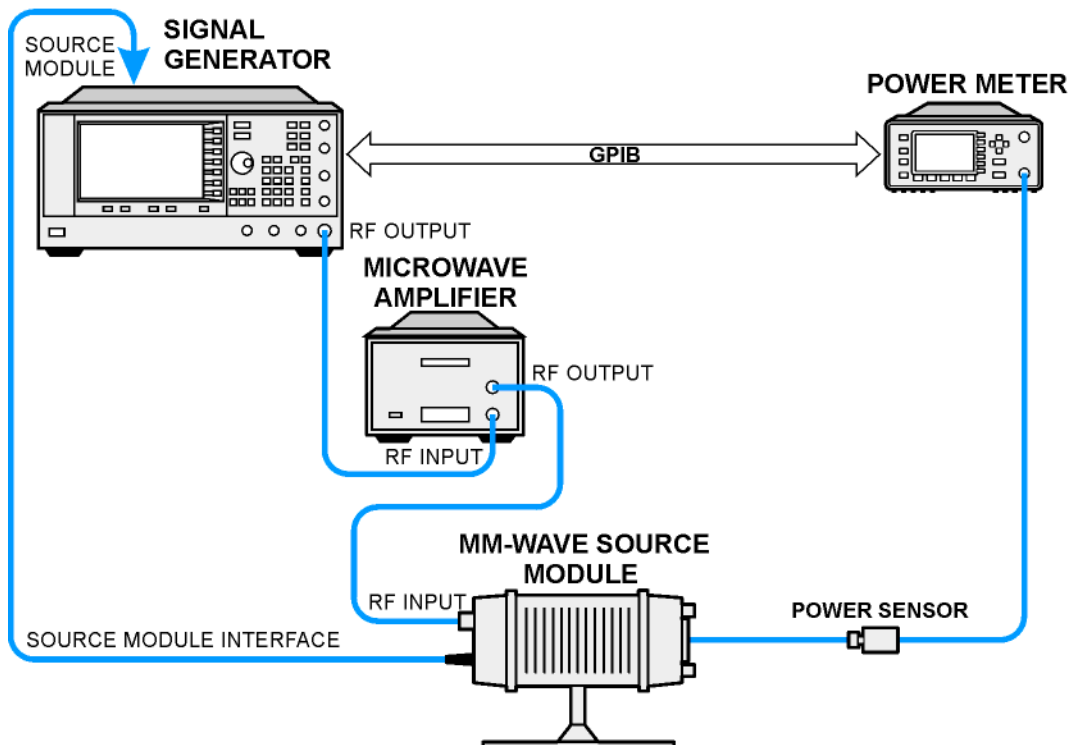 SIGNAL
GENERATOR
SOURCE
MODULE
POWER METER
GPIB
RF OUTPUT
MICROWAVE
AMPLIFIER
RF OUTPUT
RF INPUT
MM-WAVE SOURCE
MODULE
RF INPUT
POWER SENSOR
SOURCE MODULE INTERFACE